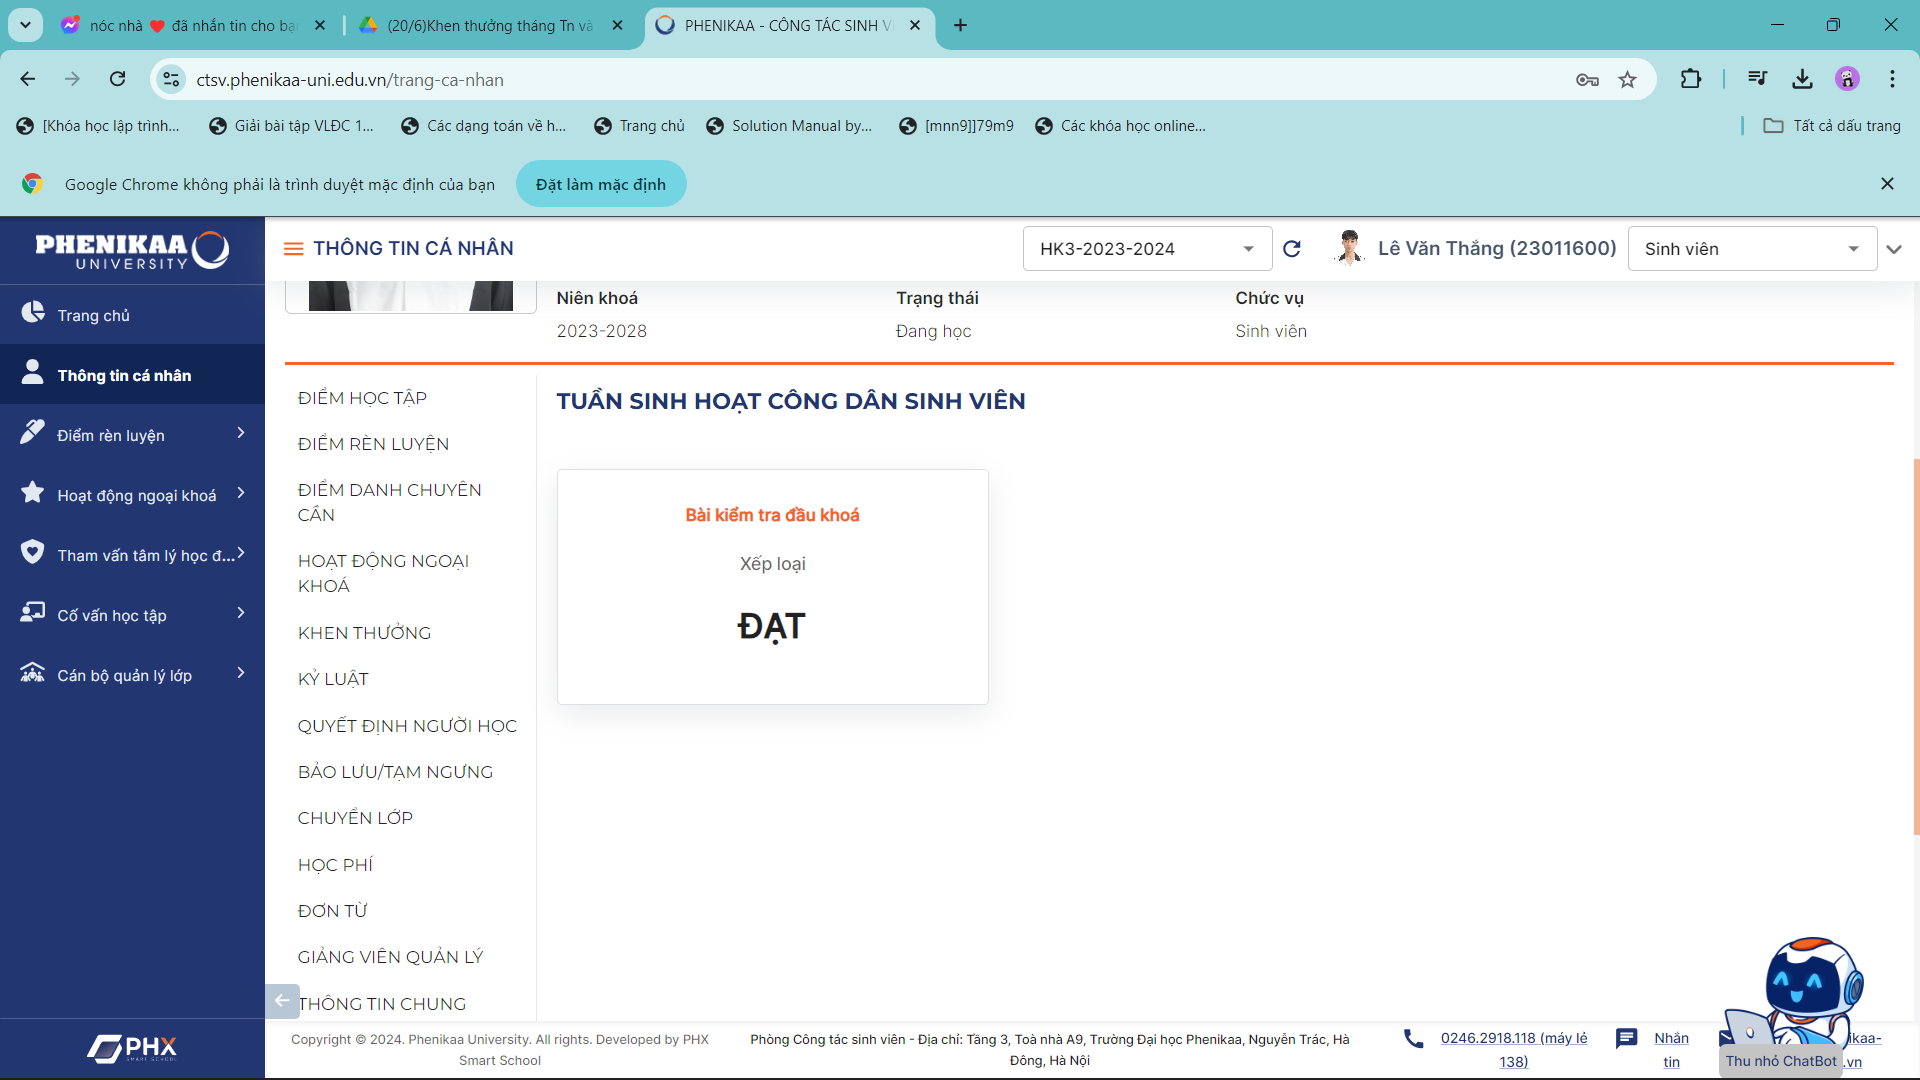 nóc nhà ❤️ đã nhắn tin cho bạn
(20/6)Khen thưởng tháng Tn và
PHENIKAA - CÔNG TÁC SINH VI
ctsv.phenikaa-uni.edu.vn/trang-ca-nhan
[Khóa học lập trình...
Giải bài tập VLĐC 1...
Các dạng toán về h...
Trang chủ
Solution Manual by...
[mnn9]]79m9
Các khóa học online...
Tất cả dấu trang
Google Chrome không phải là trình duyệt mặc định của bạn
Đặt làm mặc định
PHENIKAA
UNIVERSITY
THÔNG TIN CÁ NHÂN
HK3-2023-2024
Lê Văn Thắng (23011600)
Sinh viên
Trang chủ
Thông tin cá nhân
Điểm rèn luyện
Hoạt động ngoại khoá
Tham vấn tâm lý học đ...
Cố vấn học tập
Cán bộ quản lý lớp
Niên khoá
Trạng thái
Chức vụ
2023-2028
Đang học
Sinh viên
ĐIỂM HỌC TẬP
ĐIỂM RÈN LUYỆN
ĐIỂM DANH CHUYÊN
CẦN
HOẠT ĐỘNG NGOẠI
KHOÁ
KHEN THƯỞNG
KỶ LUẬT
QUYẾT ĐỊNH NGƯỜI HỌC
BẢO LƯU/TẠM NGƯNG
CHUYỂN LỚP
HỌC PHÍ
ĐƠN TỪ
GIẢNG VIÊN QUẢN LÝ
THÔNG TIN CHUNG
TUẦN SINH HOẠT CÔNG DÂN SINH VIÊN
Bài kiểm tra đầu khoá
Xếp loại
ĐẠT
PHX
SMART SCHOOL
Copyright © 2024. Phenikaa University. All rights. Developed by PHX
Smart School
Phòng Công tác sinh viên - Địa chỉ: Tầng 3, Toà nhà A9, Trường Đại học Phenikaa, Nguyễn Trác, Hà
Đông, Hà Nội
0246.2918.118 (máy lẻ
138)
Nhắn
tin
ikaa-
.vn
Thu nhỏ ChatBot